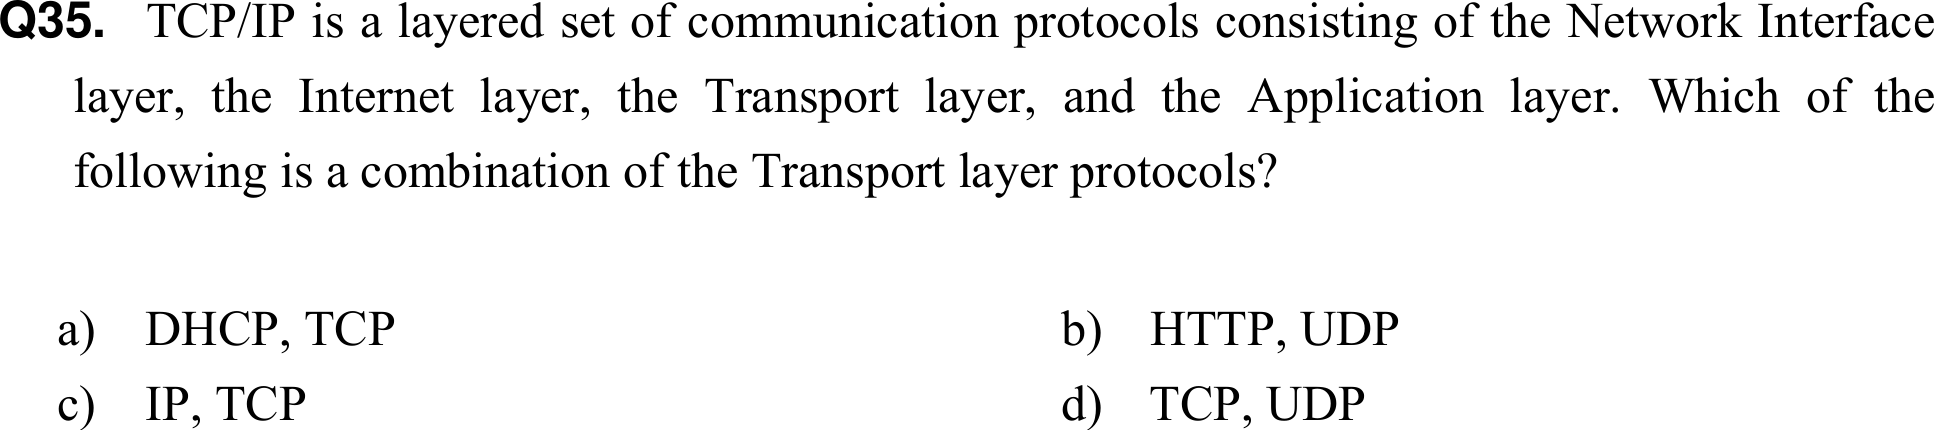 Q35. TCP/IP is a layered set of communication protocols consisting of the Network Interface
layer, the Internet layer, the Transport layer, and the Application layer. Which of the
following is a combination of the Transport layer protocols?
a) DHCP, TCP b) HTTP, UDP
c) IP, TCP d) TCP, UDP